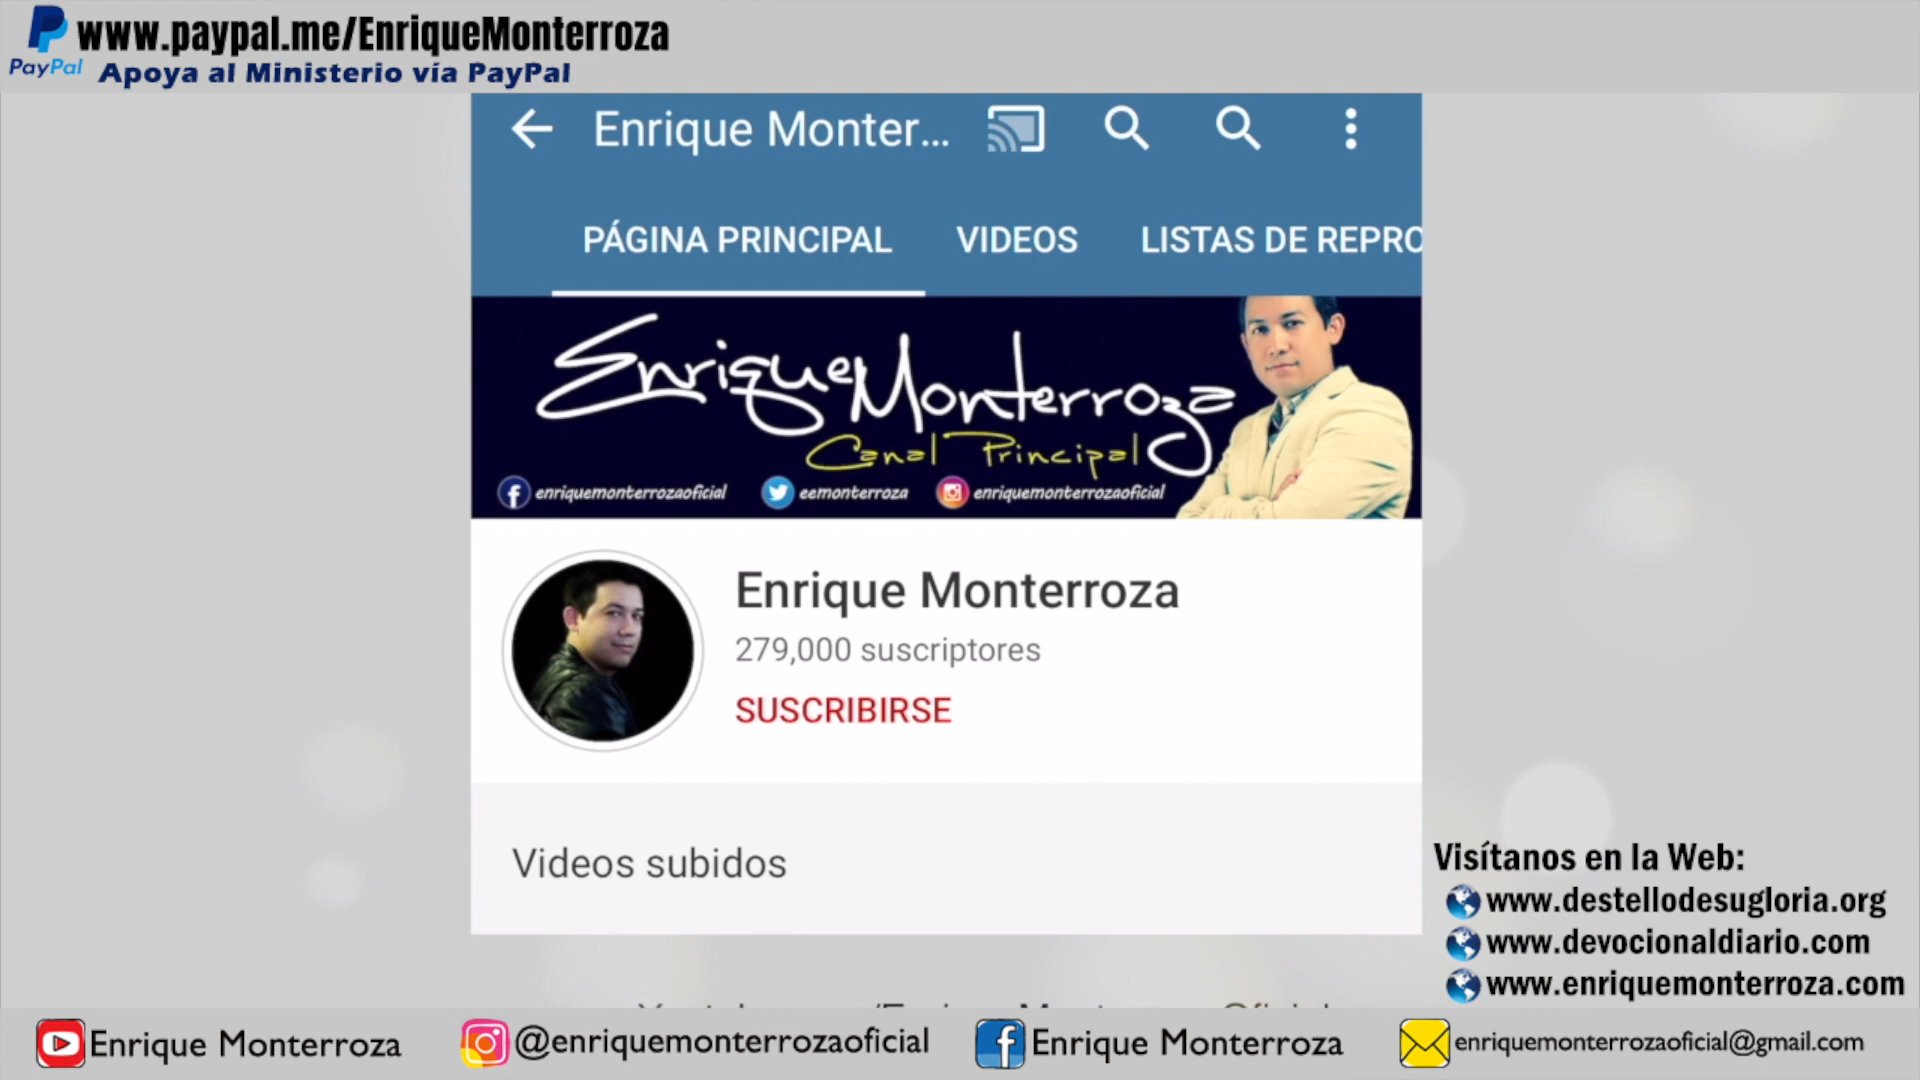 www.paypal.me/EnriqueMonterroza
PayPal
Apoya al Ministerio vía PayPal
Enrique Monter...
PÁGINA PRINCIPAL VIDEOS LISTAS DE REPRO
Enrique Monterroza
Canal Principal
enriquemonterrozaoficial eemonterroza enriquemonterrozaoficial
Enrique Monterroza
279,000 suscriptores
SUSCRIBIRSE
Videos subidos
Visítanos en la Web:
www.destellodesugloria.org
www.devocionaldiario.com
www.enriquemonterroza.com
Enrique Monterroza @enriquemonterrozaoficial Enrique Monterroza enriquemonterrozaoficial@gmail.com